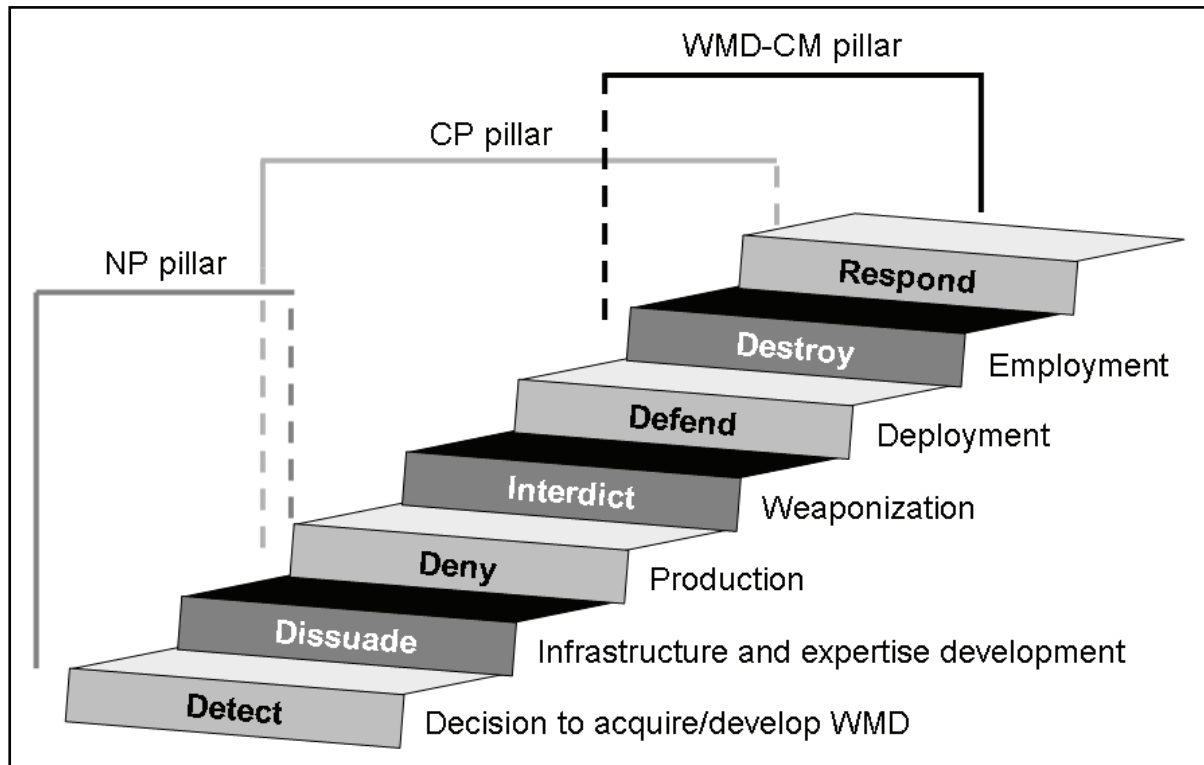 WMD-CM pillar
CP pillar
NP pillar
Respond
Destroy
Employment
Defend
Deployment
Interdict
Weaponization
Deny
Production
Dissuade
Infrastructure and expertise development
Detect
Decision to acquire/develop WMD